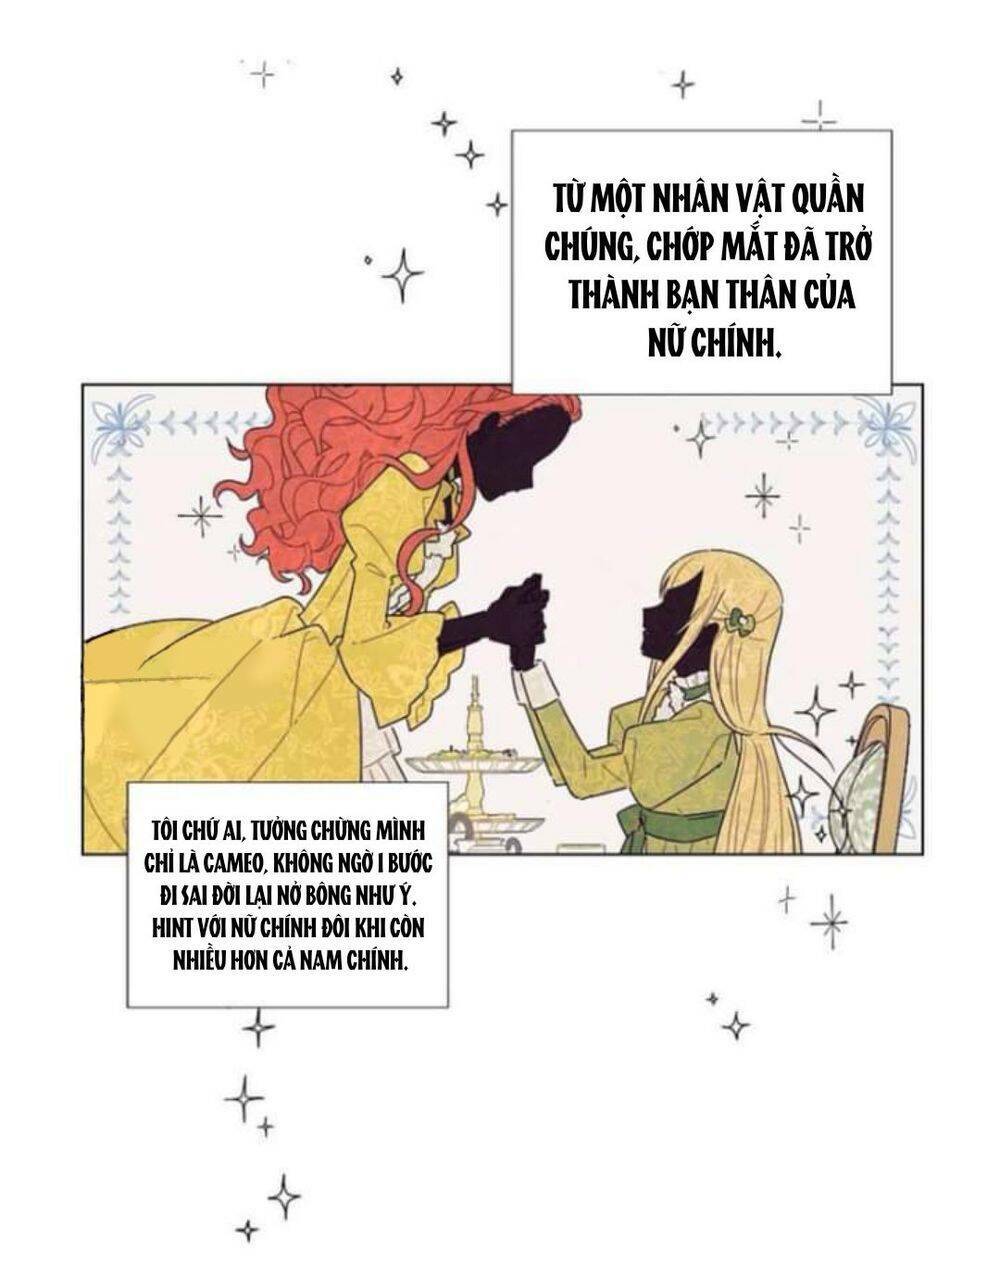 TỪ MỘT NHÂN VẬT QUẦN
CHÚNG, CHỚP MẮT ĐÃ TRỞ
THÀNH BẠN THÂN CỦA
NỮ CHÍNH.
TÔI CHỨ AI, TƯỞNG CHỪNG MÌNH
CHỈ LÀ CAMEO, KHÔNG NGỜ 1 BƯỚC
ĐI SAI ĐỜI LẠI NỞ BÔNG NHƯ Ý.
HINT VỚI NỮ CHÍNH ĐÔI KHI CÒN
NHIỀU HƠN CẢ NAM CHÍNH.